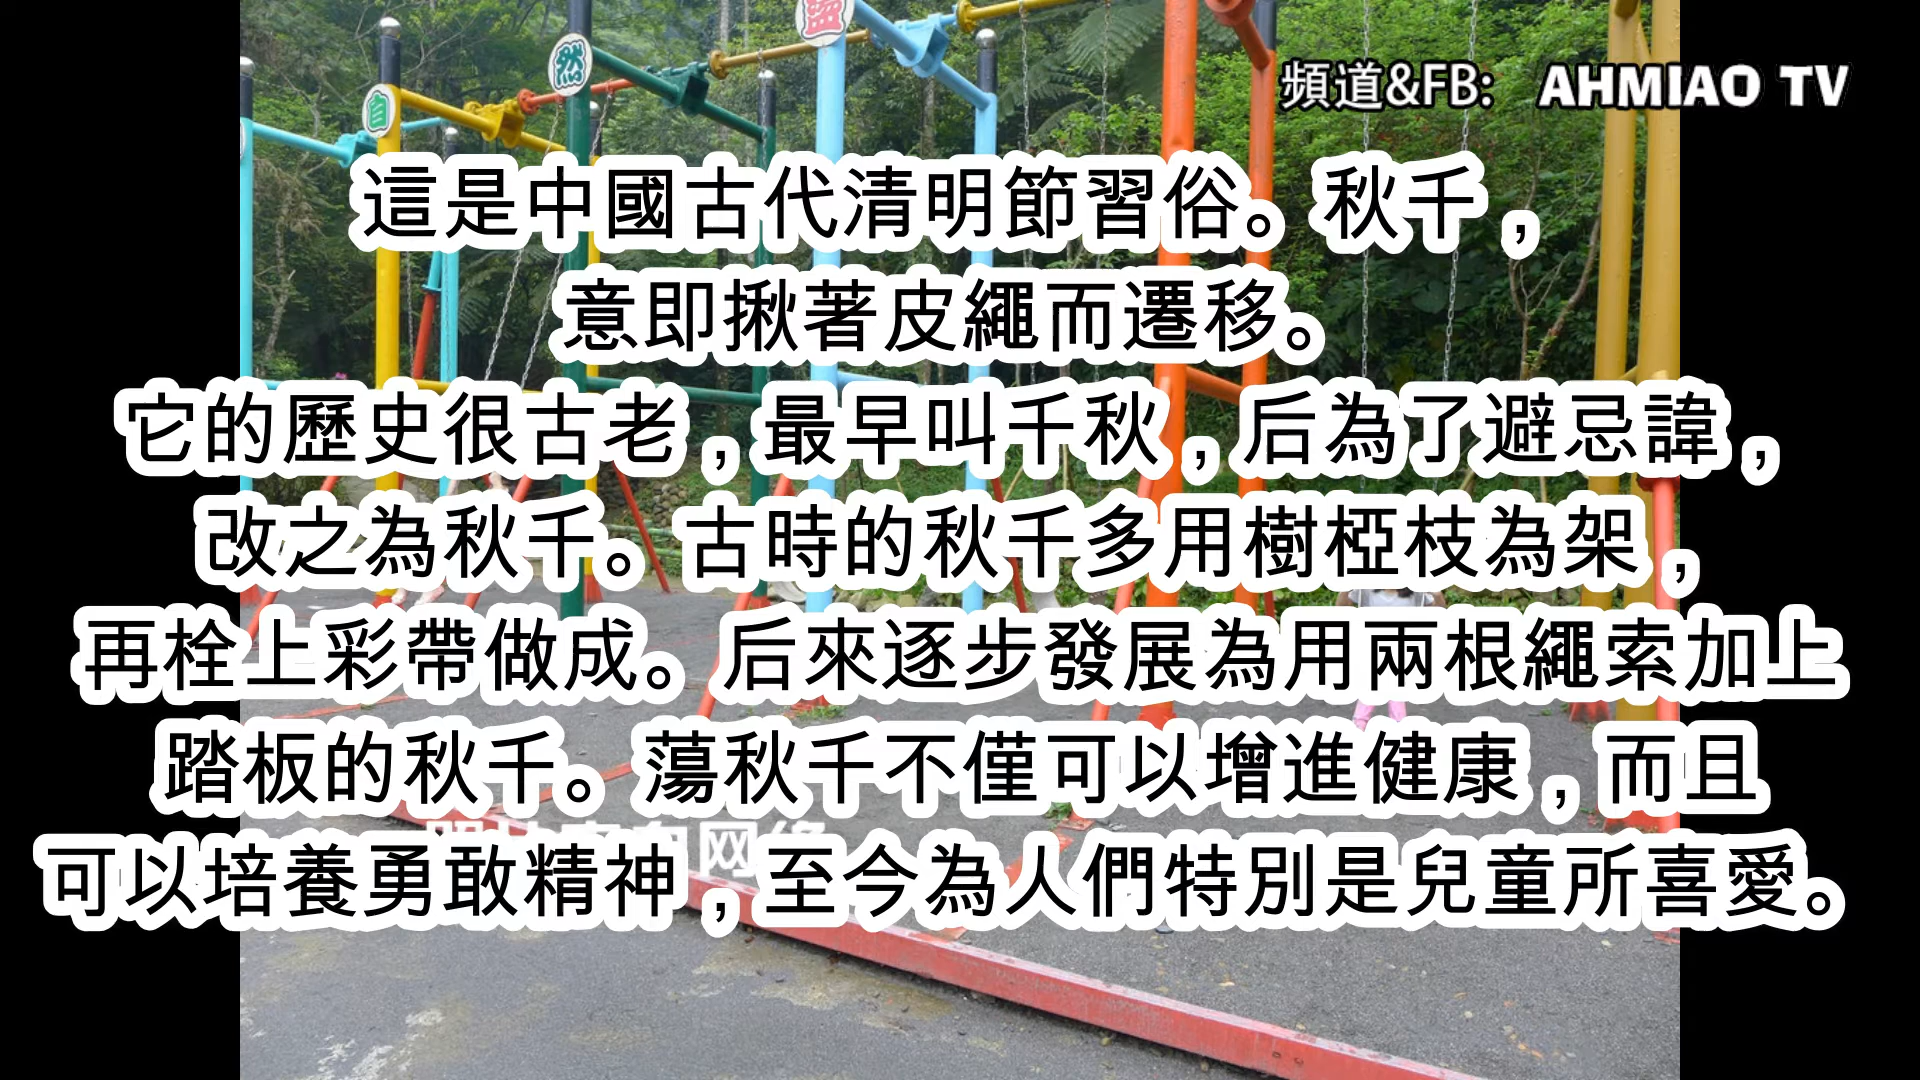 然
自
頻道&FB: AHMIAO TV
這是中國古代清明節習俗。秋千,
意即揪著皮繩而遷移。
它的歷史很古老,最早叫千秋,后為了避忌諱,
改之為秋千。古時的秋千多用樹椏枝為架,
再栓上彩帶做成。后來逐步發展為用兩根繩索加上
踏板的秋千。蕩秋千不僅可以增進健康,而且
可以培養勇敢精神,至今為人們特別是兒童所喜愛。